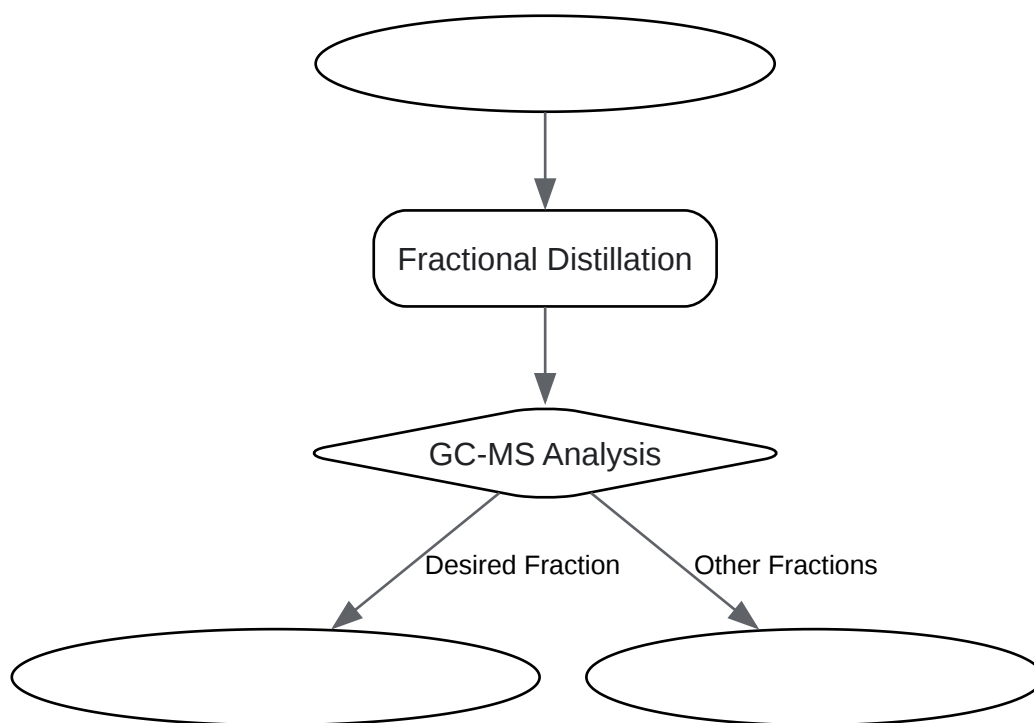 Fractional Distillation
GC-MS Analysis
Desired Fraction
Other Fractions